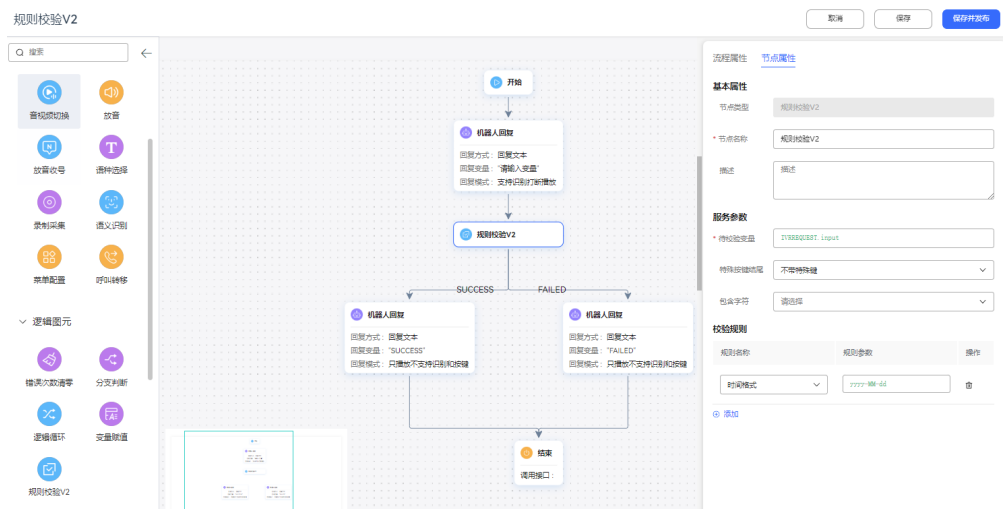 规则校验V2
取消
保存
保存并发布
搜索
音视频切换
放音
放音收号
语种选择
录制采集
语义识别
菜单配置
呼叫转移
逻辑图元
错误次数清零
分支判断
逻辑循环
变量赋值
规则校验V2
开始
机器人回复
回复方式： 回复文本
回复变量： "请输入变量"
回复模式： 支持识别打断播放
规则校验V2
SUCCESS
FAILED
机器人回复
回复方式： 回复文本
回复变量： "SUCCESS"
回复模式： 只播放不支持识别和按键
机器人回复
回复方式： 回复文本
回复变量： "FAILED"
回复模式： 只播放不支持识别和按键
结束
调用接口：
流程属性 节点属性
基本属性
节点类型 规则校验V2
* 节点名称 规则校验V2
描述 描述
服务参数
* 待校验变量 IVRREQUEST.input
特殊按键结尾 不带特殊键
包含字符 请选择
校验规则
规则名称 规则参数 操作
时间格式 yyyy-MM-dd
添加